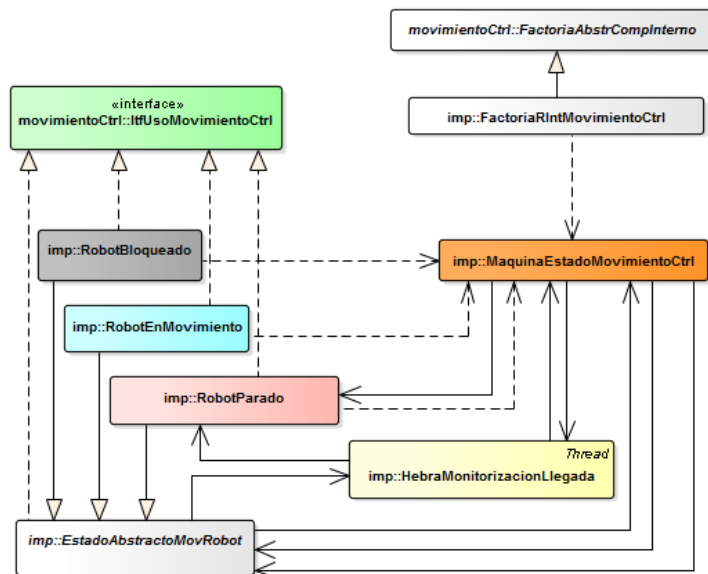 movimientoCtrl::FactoriaAbstrCompInterno
«interface»
movimientoCtrl::ItfUsoMovimientoCtrl
imp::FactoriaRIntMovimientoCtrl
imp::RobotBloqueado
imp::MaquinaEstadoMovimientoCtrl
imp::RobotEnMovimiento
imp::RobotParado
Thread
imp::HebraMonitorizacionLlegada
imp::EstadoAbstractoMovRobot